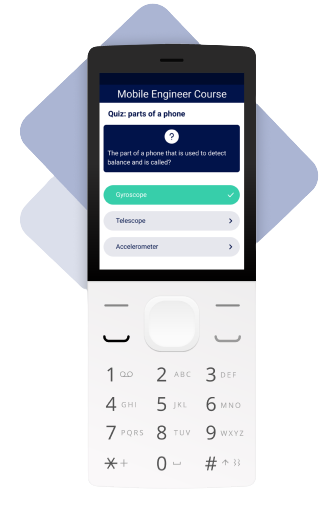 Mobile Engineer Course
Quiz: parts of a phone
?
The part of a phone that is used to detect
balance and is called?
Gyroscope
Telescope
Accelerometer
1
2 ABC
3 DEF
4 GHI
5 JKL
6 MNO
7 PQRS
8 TUV
9 WXYZ
* +
0
#